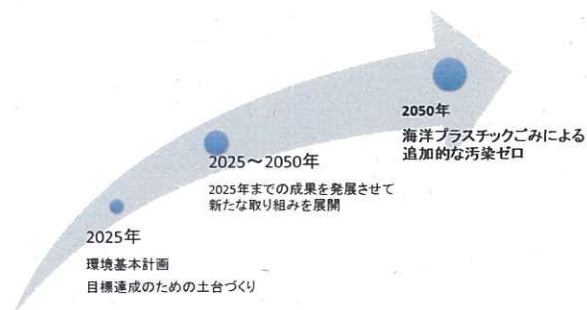 2050年
海洋プラスチックごみによる
追加的な汚染ゼロ
2025～2050年
2025年までの成果を発展させて
新たな取り組みを展開
2025年
環境基本計画
目標達成のための土台づくり